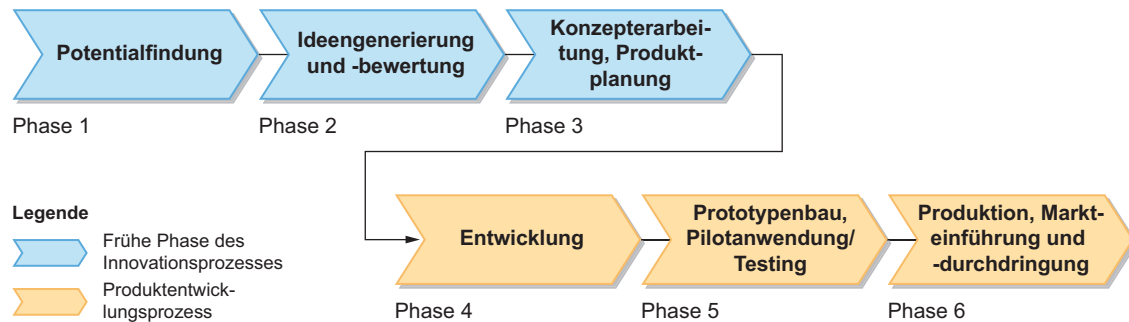 Potentialfindung
Ideengenerierung
und -bewertung
Konzepterarbei-
tung, Produkt-
planung
Phase 1
Phase 2
Phase 3
Legende
Frühe Phase des
Innovationsprozesses
Produktentwick-
lungsprozess
Entwicklung
Prototypenbau,
Pilotanwendung/
Testing
Produktion, Markt-
einführung und
-durchdringung
Phase 4
Phase 5
Phase 6